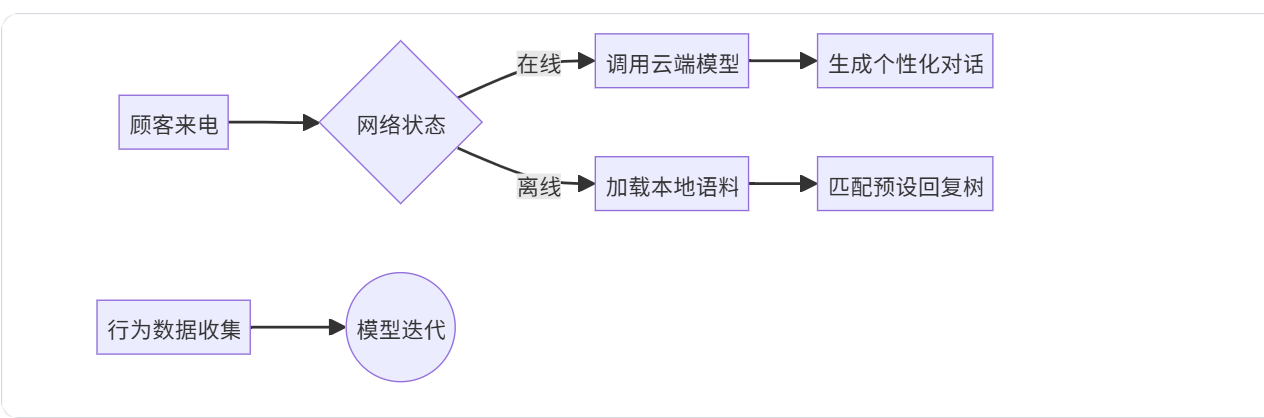 顾客来电
网络状态
在线
调用云端模型
生成个性化对话
离线
加载本地语料
匹配预设回复树
行为数据收集
模型迭代